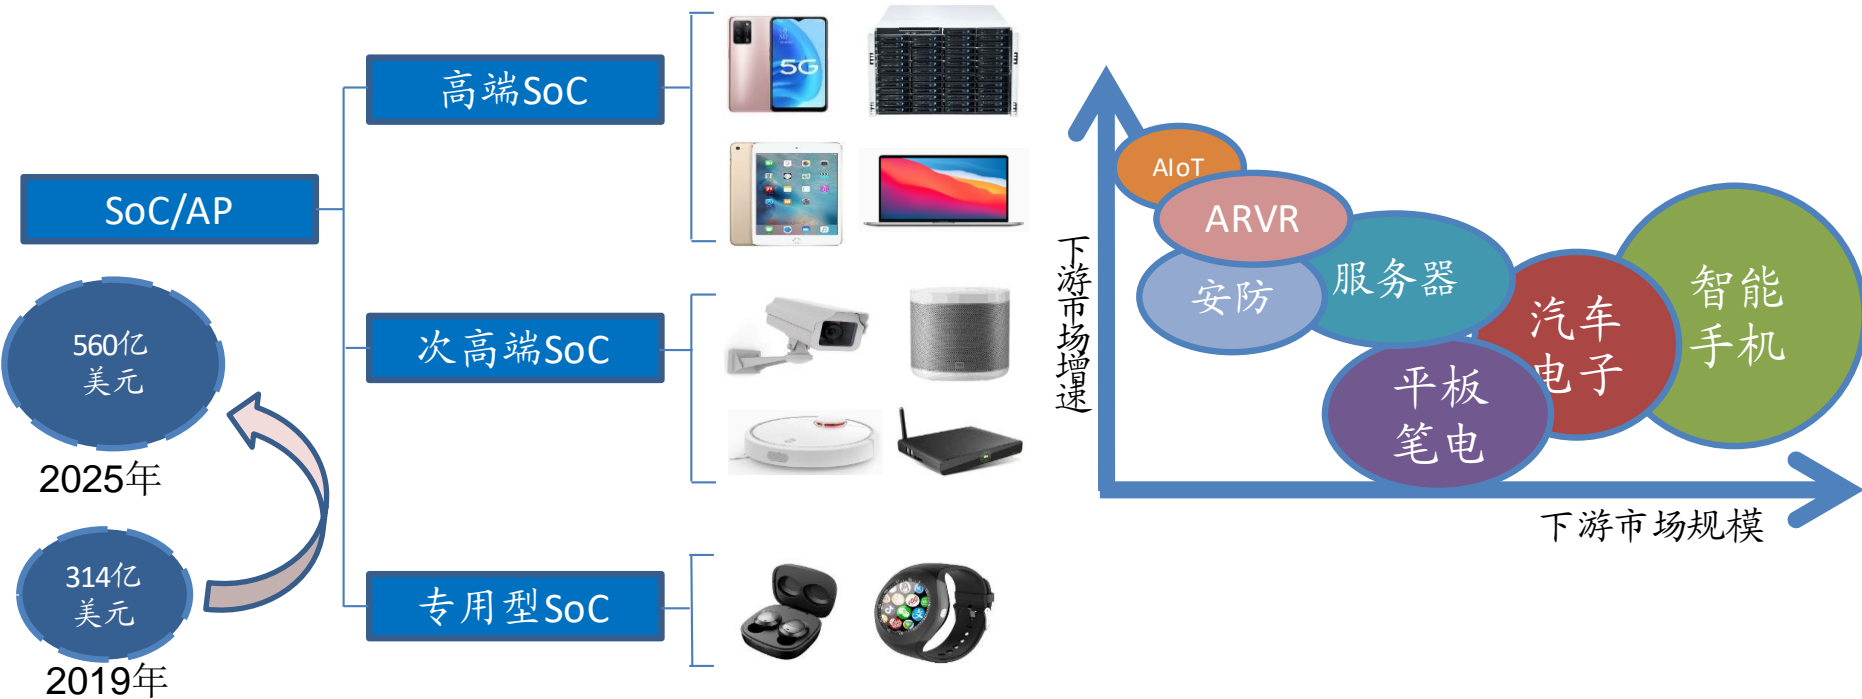 SoC/AP
560亿
美元
2025年
314亿
美元
2019年
高端SoC
5G
次高端SoC
专用型SoC
下游市场增速
AIoT
ARVR
安防
服务器
平板
笔电
汽车
电子
智能
手机
下游市场规模